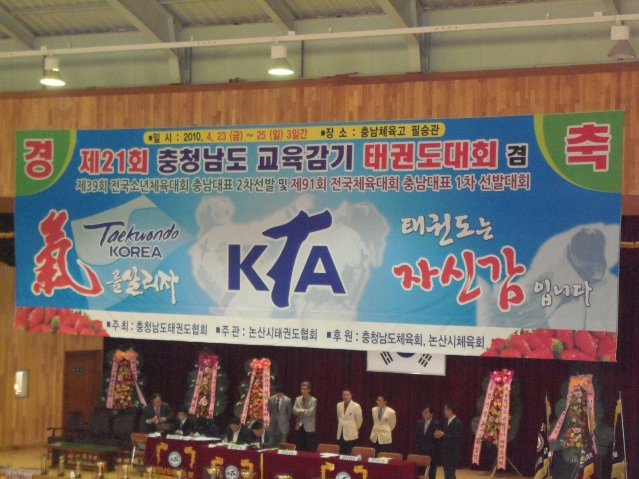 ■일 시 : 2010. 4. 23 (금) ~ 25 (일) 3일간 ■장 소 : 충남체육고 필승관
경 축
제21회 충청남도 교육감기 태권도대회 겸
제39회 전국소년체육대회 충남대표 2차선발 및 제91회 전국체육대회 충남대표 1차 선발대회
Taekwondo
KOREA
氣를 살리자
KTA
태권도는
자신감입니다
■주최 : 충청남도태권도협회 ■주관 : 논산시태권도협회 ■후원 : 충청남도체육회, 논산시체육회